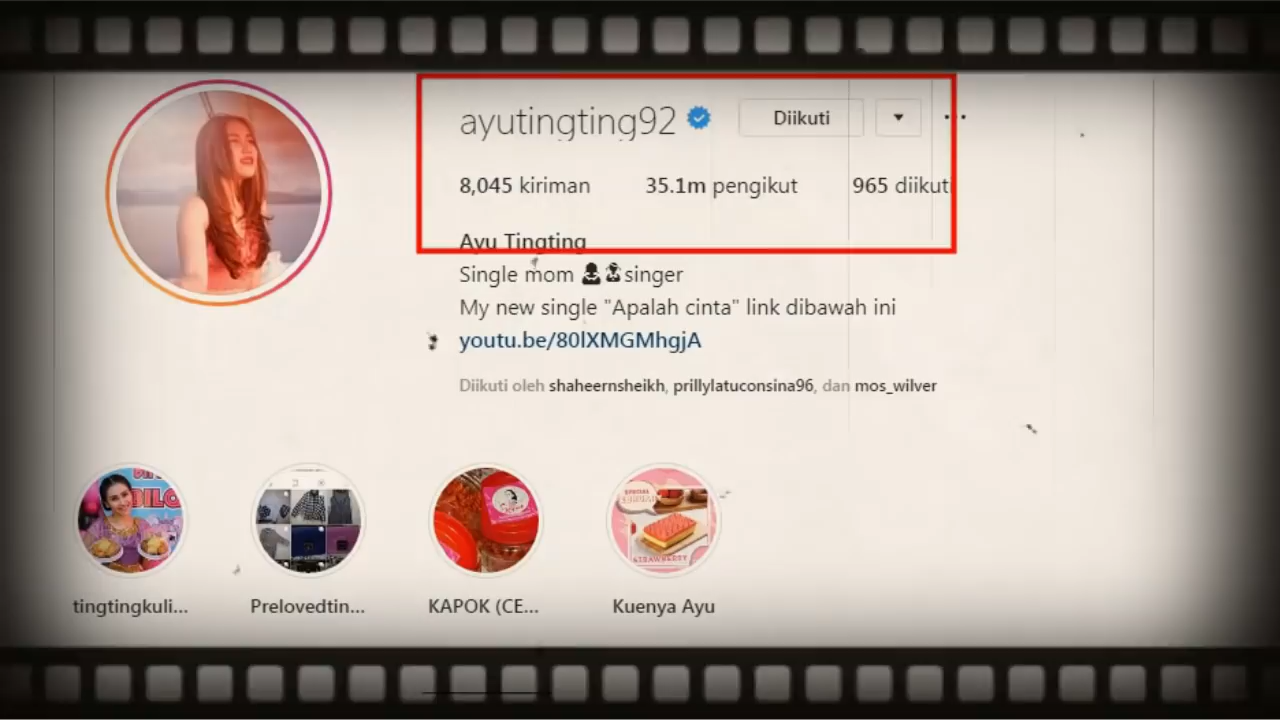 ayutingting92 Diikuti
8,045 kiriman 35.1m pengikut 965 diikuti
Ayu Tingting
Single mom singer
My new single "Apalah cinta" link dibawah ini
youtu.be/80lXMGMhgjA
Diikuti oleh shaheernsheikh, prillylatuconsina96, dan mos_wilver
SPECIAL
STRAWBERRY
tingtingkuli... Prelovedtin... KAPOK (CE... Kuenya Ayu